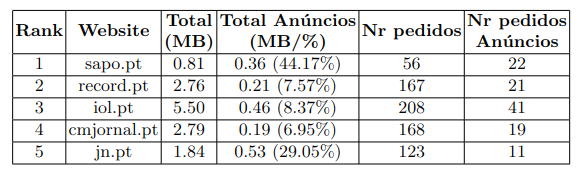 Rank Website Total (MB) Total Anúncios (MB/%) Nr pedidos Nr pedidos Anúncios
1 sapo.pt 0.81 0.36 (44.17%) 56 22
2 record.pt 2.76 0.21 (7.57%) 167 21
3 iol.pt 5.50 0.46 (8.37%) 208 41
4 cmjornal.pt 2.79 0.19 (6.95%) 168 19
5 jn.pt 1.84 0.53 (29.05%) 123 11